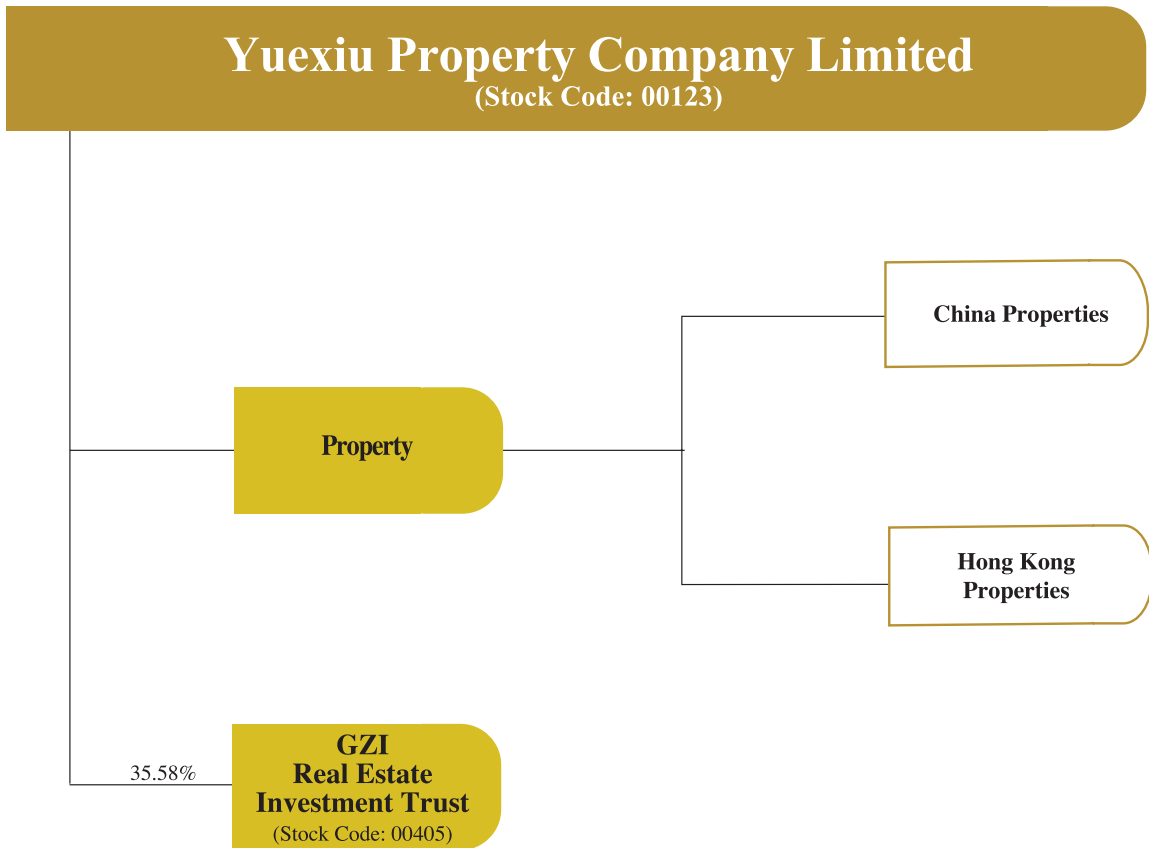 Yuexiu Property Company Limited
(Stock Code: 00123)
China Properties
Property
Hong Kong
Properties
35.58%
GZI
Real Estate
Investment Trust
(Stock Code: 00405)